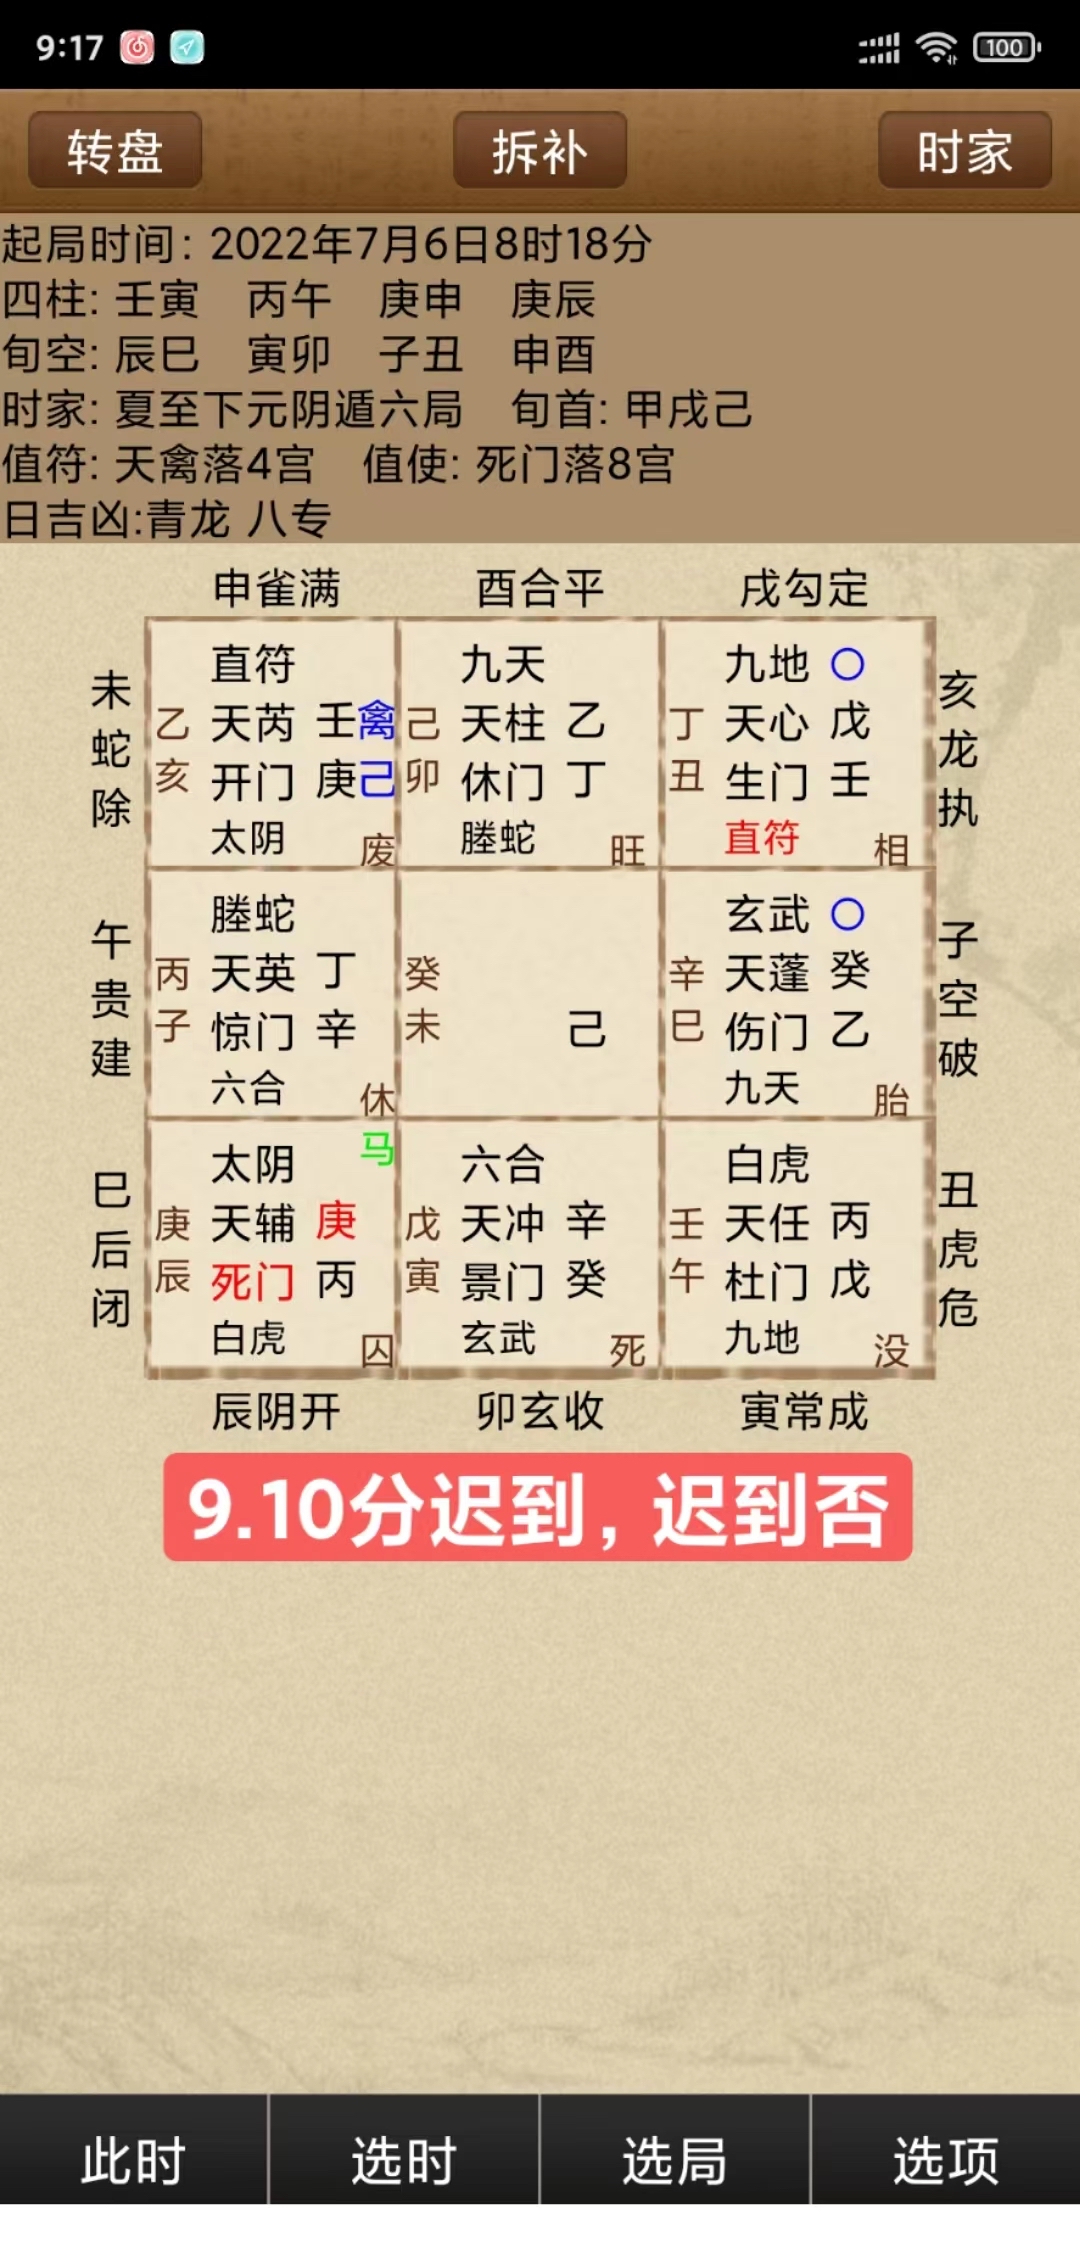 9:17
100
转盘 拆补 时家
起局时间: 2022年7月6日8时18分
四柱: 壬寅 丙午 庚申 庚辰
旬空: 辰巳 寅卯 子丑 申酉
时家: 夏至下元阴遁六局 旬首: 甲戌己
值符: 天禽落4宫 值使: 死门落8宫
日吉凶:青龙 八专
申雀满 酉合平 戌勾定
未蛇除
直符
乙亥 天芮 壬禽
开门 庚己
太阴 废
九天
己卯 天柱 乙
休门 丁
螣蛇 旺
九地 〇
丁丑 天心 戊
生门 壬
直符 相
亥龙执
午贵建
螣蛇
丙子 天英 丁
惊门 辛
六合 休
癸未
己
玄武 〇
辛巳 天蓬 癸
伤门 乙
九天 胎
子空破
巳后闭
太阴 马
庚辰 天辅 庚
死门 丙
白虎 囚
六合
戊寅 天冲 辛
景门 癸
玄武 死
白虎
壬午 天任 丙
杜门 戊
九地 没
丑虎危
辰阴开 卯玄收 寅常成
9.10分迟到，迟到否
此时 选时 选局 选项